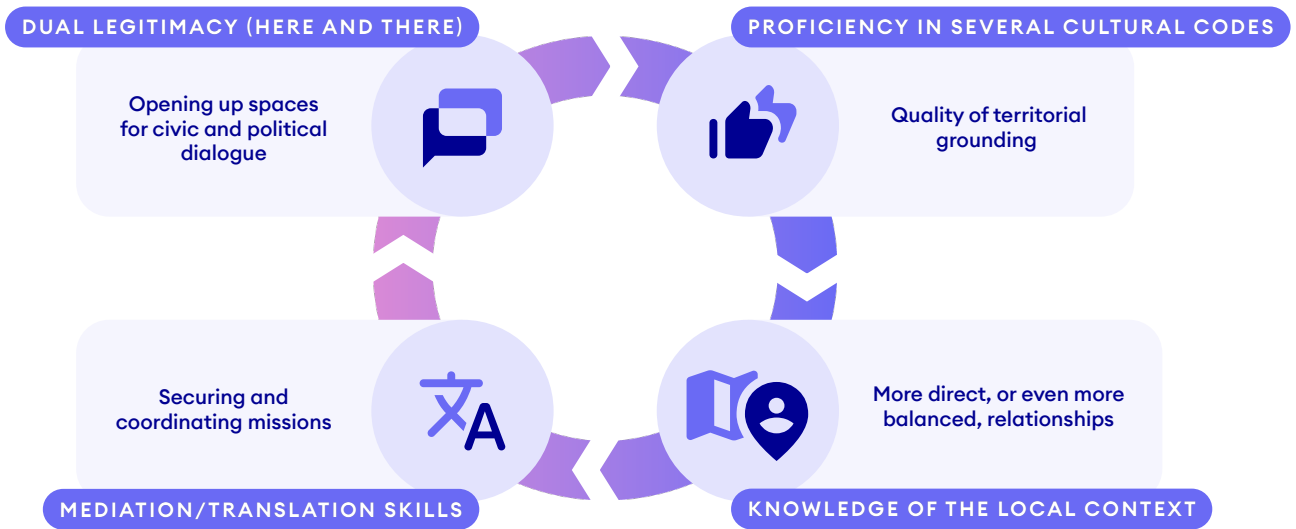 DUAL LEGITIMACY (HERE AND THERE)
Opening up spaces
for civic and political
dialogue
PROFICIENCY IN SEVERAL CULTURAL CODES
Quality of territorial
grounding
Securing and
coordinating missions
MEDIATION/TRANSLATION SKILLS
More direct, or even more
balanced, relationships
KNOWLEDGE OF THE LOCAL CONTEXT
文A